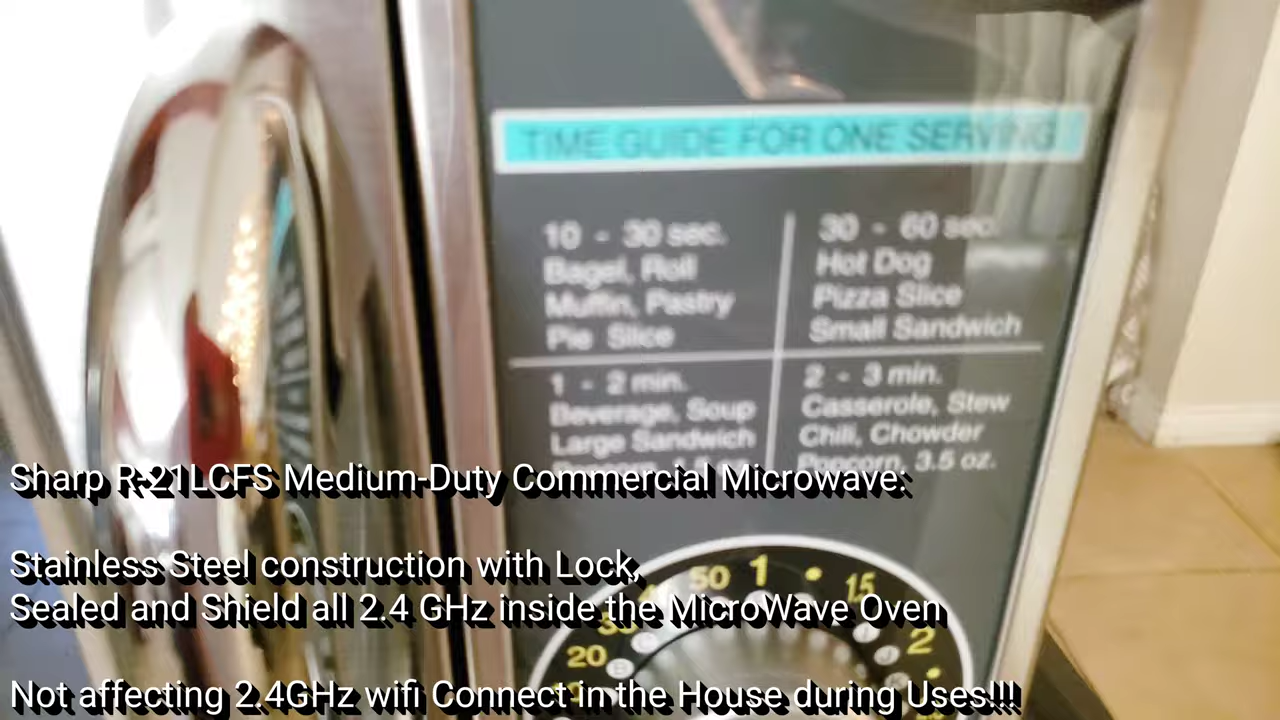 TIME GUIDE FOR ONE SERVING
10 - 30 sec.
Bagel, Roll
Muffin, Pastry
Pie Slice
30 - 60 sec.
Hot Dog
Pizza Slice
Small Sandwich
1 - 2 min.
Beverage, Soup
Large Sandwich
2 - 3 min.
Casserole, Stew
Chili, Chowder
Popcorn, 3.5 oz.
Sharp R-21LCFS Medium-Duty Commercial Microwave:
Stainless Steel construction with Lock,
Sealed and Shield all 2.4 GHz inside the MicroWave Oven
Not affecting 2.4GHz wifi Connect in the House during Uses!!!
50 1 15
2
20 B